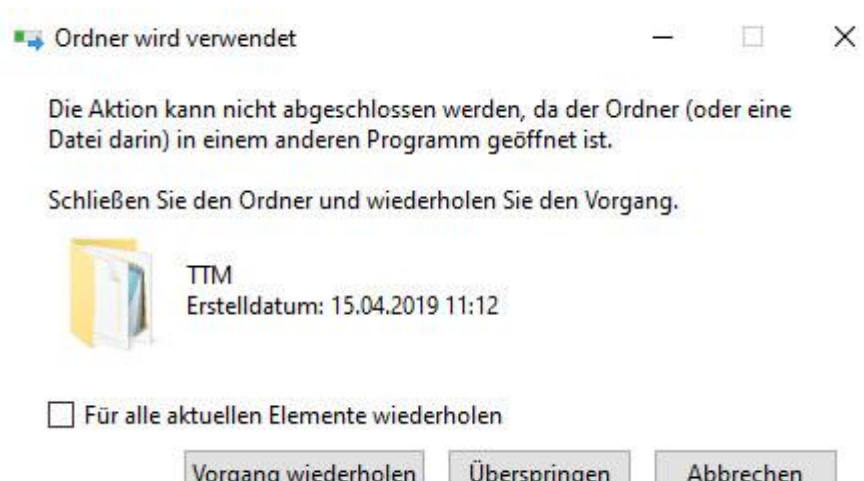 Ordner wird verwendet
Die Aktion kann nicht abgeschlossen werden, da der Ordner (oder eine
Datei darin) in einem anderen Programm geöffnet ist.
Schließen Sie den Ordner und wiederholen Sie den Vorgang.
TTM
Erstelldatum: 15.04.2019 11:12
Für alle aktuellen Elemente wiederholen
Vorgang wiederholen Überspringen Abbrechen